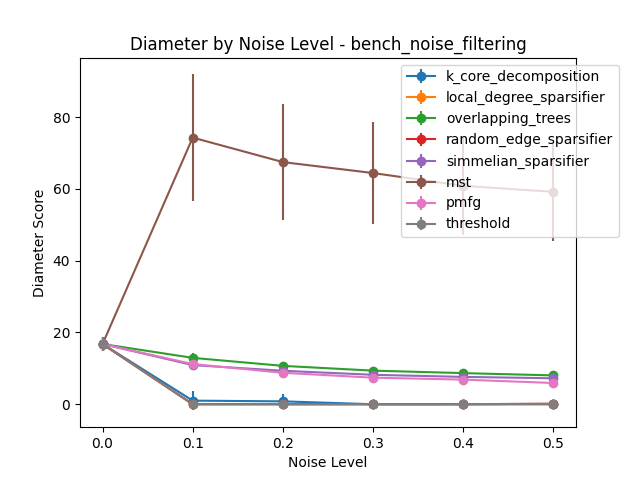 Diameter by Noise Level - bench_noise_filtering
k_core_decomposition
local_degree_sparsifier
overlapping_trees
random_edge_sparsifier
simmelian_sparsifier
mst
pmfg
threshold
Diameter Score
80
60
40
20
0
0.0 0.1 0.2 0.3 0.4 0.5
Noise Level